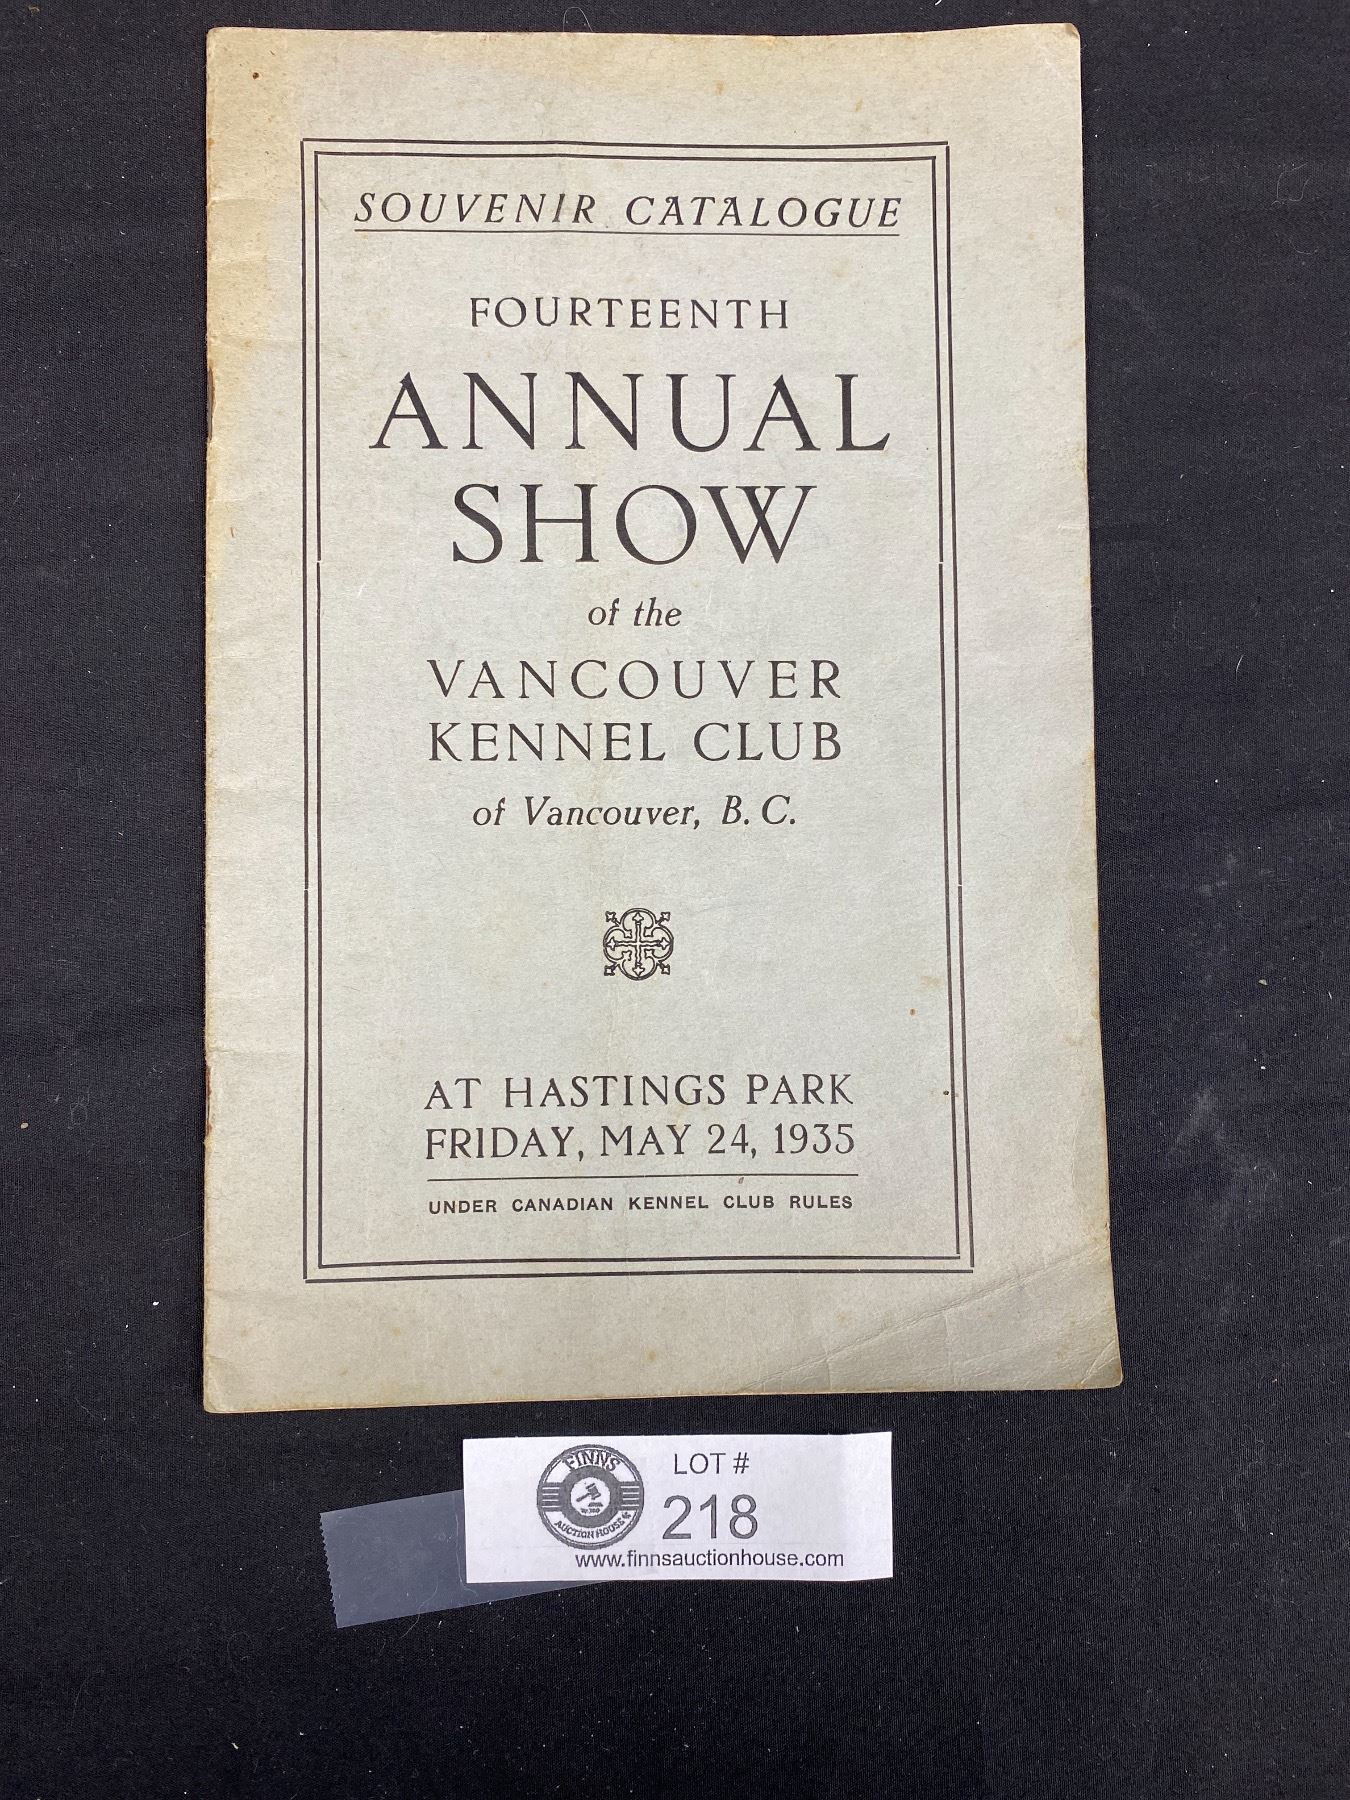 SOUVENIR CATALOGUE
FOURTEENTH
ANNUAL
SHOW
of the
VANCOUVER
KENNEL CLUB
of Vancouver, B. C.
AT HASTINGS PARK
FRIDAY, MAY 24, 1935
UNDER CANADIAN KENNEL CLUB RULES
FINNS
AUCTION HOUSE
LOT #
218
www.finnsauctionhouse.com